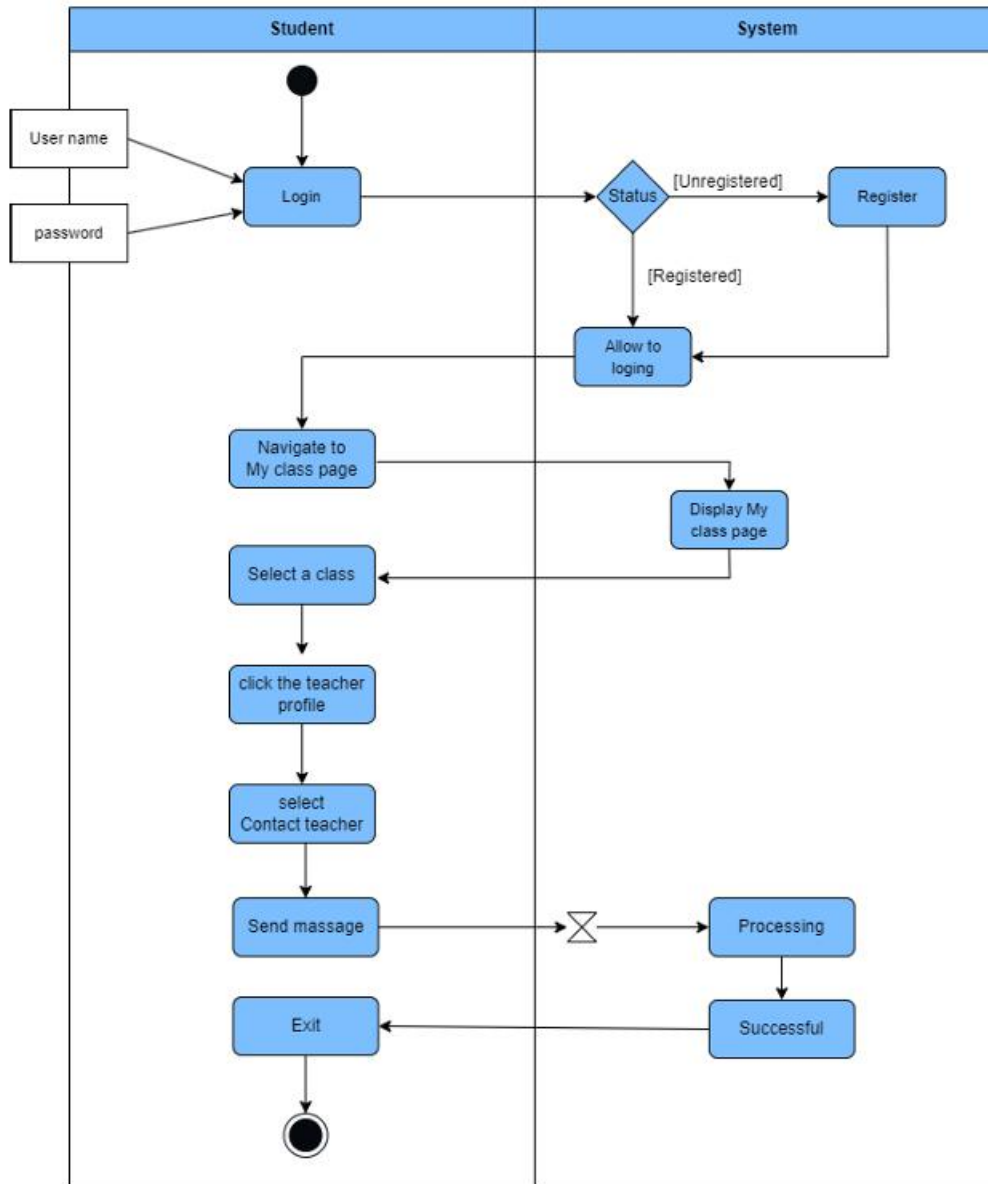 Student
System
User name
Login
Status
[Unregistered]
Register
password
[Registered]
Allow to
loging
Navigate to
My class page
Display My
class page
Select a class
click the teacher
profile
select
Contact teacher
Send massage
Processing
Exit
Successful